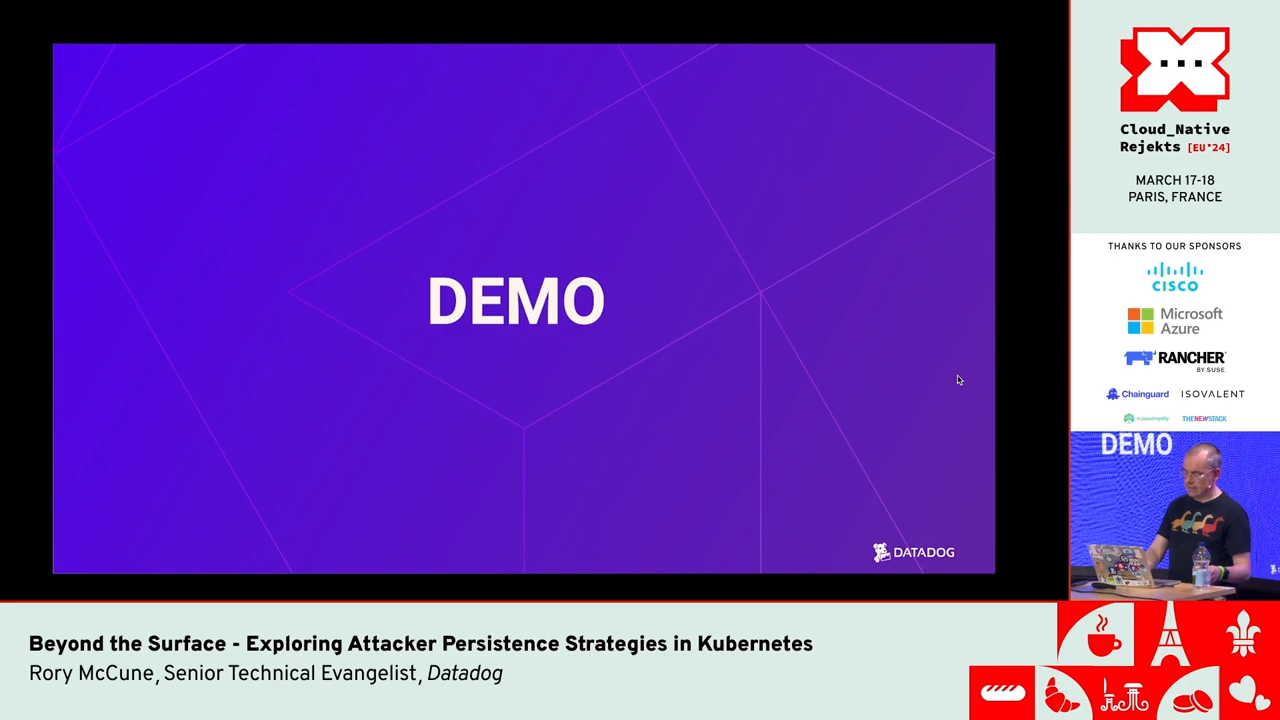 DEMO
DATADOG
Cloud_Native
Rejekts [EU'24]
MARCH 17-18
PARIS, FRANCE
THANKS TO OUR SPONSORS
CISCO
Microsoft
Azure
RANCHER
BY SUSE
Chainguard
ISOVALENT
kubesimplify
THENEWSTACK
DEMO
Beyond the Surface - Exploring Attacker Persistence Strategies in Kubernetes
Rory McCune, Senior Technical Evangelist, Datadog